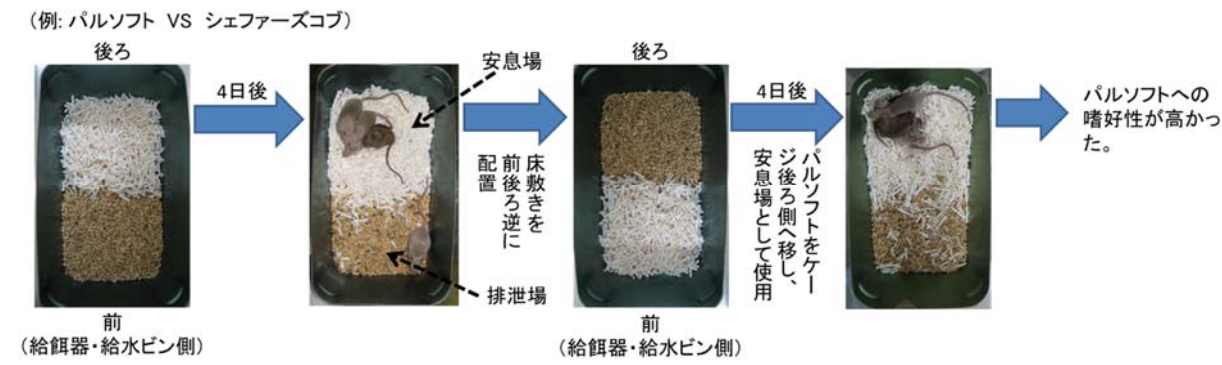 (例: パルソフト VS シェファーズコブ)
後ろ
前
(給餌器・給水ビン側)
4日後
安息場
排泄場
床敷きを
前後ろ逆に
配置
後ろ
前
(給餌器・給水ビン側)
4日後
パルソフトをケー
ジ後ろ側へ移し、
安息場として使用
パルソフトへの
嗜好性が高かっ
た。